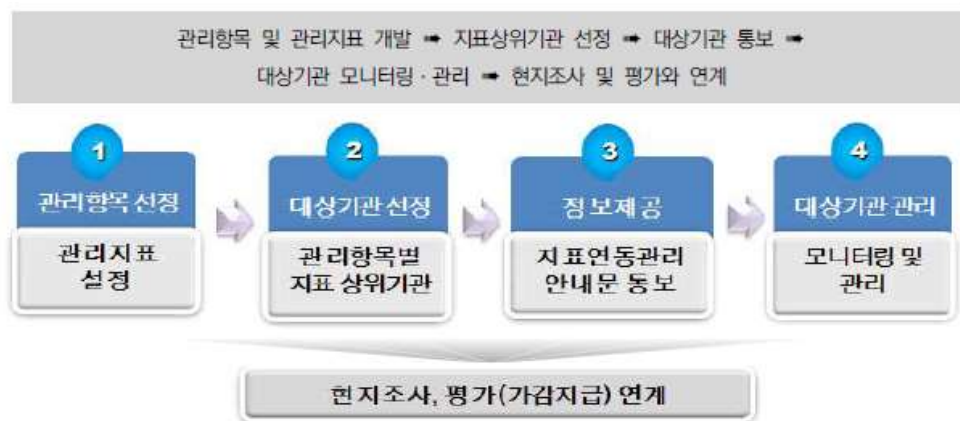 관리항목 및 관리지표 개발 ➡ 지표상위기관 선정 ➡ 대상기관 통보 ➡
대상기관 모니터링 · 관리 ➡ 현지조사 및 평가와 연계
1
관리항목 선정
관리지표
설정
2
대상기관 선정
관리항목별
지표 상위기관
3
정보제공
지표연동관리
안내문 통보
4
대상기관 관리
모니터링 및
관리
현지조사, 평가(가감지급) 연계